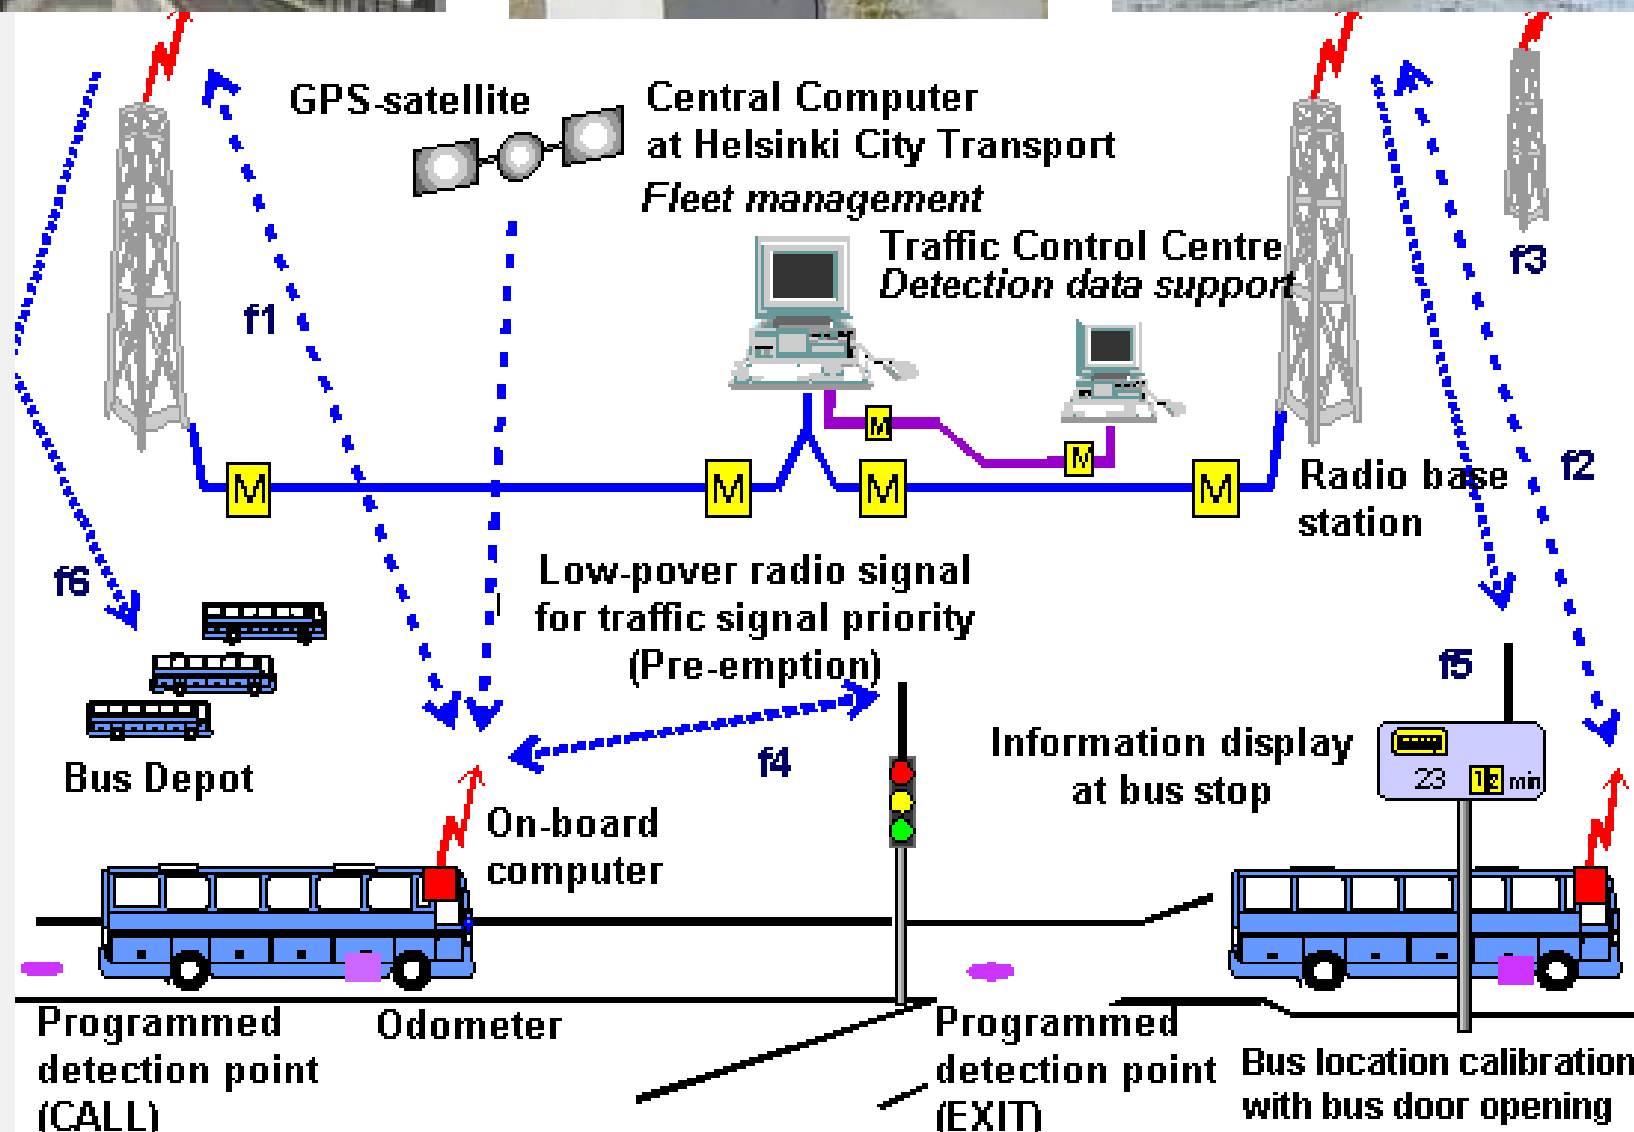 GPS-satellite
Central Computer
at Helsinki City Transport
Fleet management
Traffic Control Centre
Detection data support
f3
f1
M
M
M
M
M
M
Radio base
station
f2
f6
Low-pover radio signal
for traffic signal priority
(Pre-emption)
f5
Bus Depot
f4
Information display
at bus stop
23 12 min
On-board
computer
Programmed
detection point
(CALL)
Odometer
Programmed
detection point
(EXIT)
Bus location calibration
with bus door opening